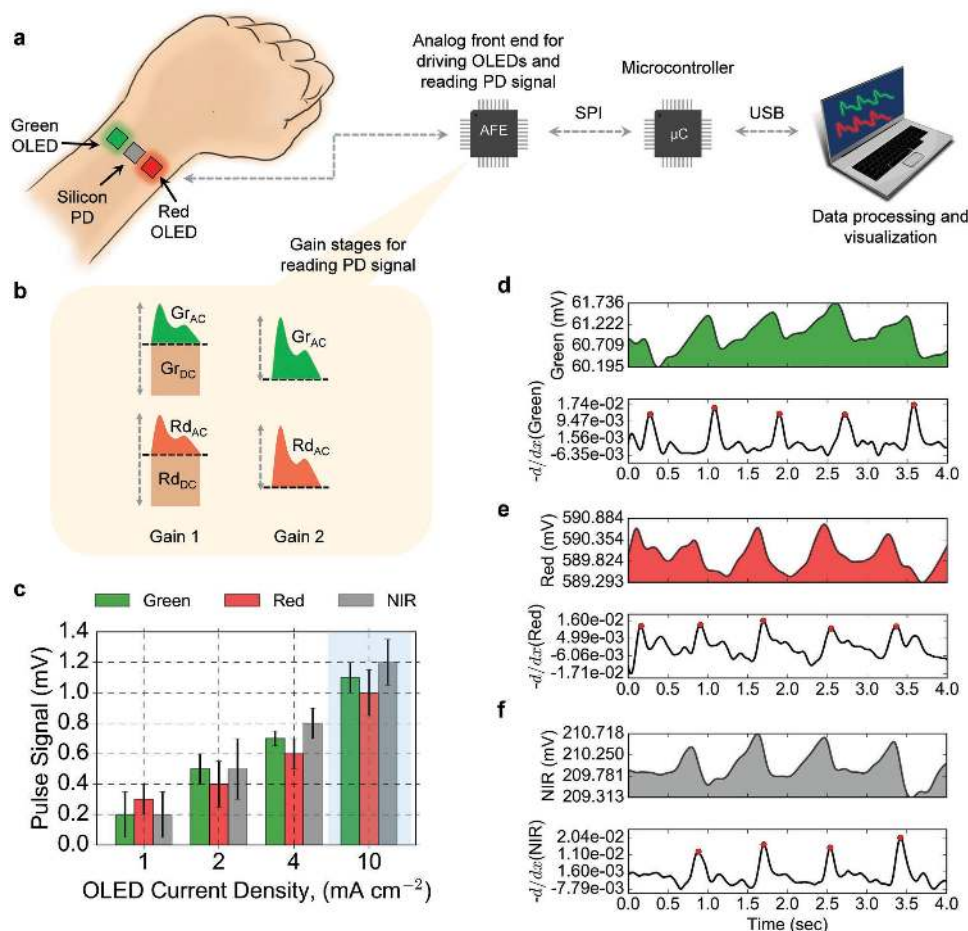 a
Green
OLED
Silicon
PD
Red
OLED
Analog front end for
driving OLEDs and
reading PD signal
AFE
SPI
Microcontroller
µC
USB
Data processing and
visualization
Gain stages for
reading PD signal
b
Gr_AC
Gr_DC
Gr_AC
Rd_AC
Rd_DC
Rd_AC
Gain 1
Gain 2
c
Green
Red
NIR
Pulse Signal (mV)
1.4
1.2
1.0
0.8
0.6
0.4
0.2
0.0
1
2
4
10
OLED Current Density, (mA cm⁻²)
d
Green (mV)
61.736
61.222
60.709
60.195
-d/dx(Green)
1.74e-02
9.47e-03
1.56e-03
-6.35e-03
0.0 0.5 1.0 1.5 2.0 2.5 3.0 3.5 4.0
e
Red (mV)
590.884
590.354
589.824
589.293
-d/dx(Red)
1.60e-02
4.99e-03
-6.06e-03
-1.71e-02
0.0 0.5 1.0 1.5 2.0 2.5 3.0 3.5 4.0
f
NIR (mV)
210.718
210.250
209.781
209.313
-d/dx(NIR)
2.04e-02
1.10e-02
1.60e-03
-7.79e-03
0.0 0.5 1.0 1.5 2.0 2.5 3.0 3.5 4.0
Time (sec)